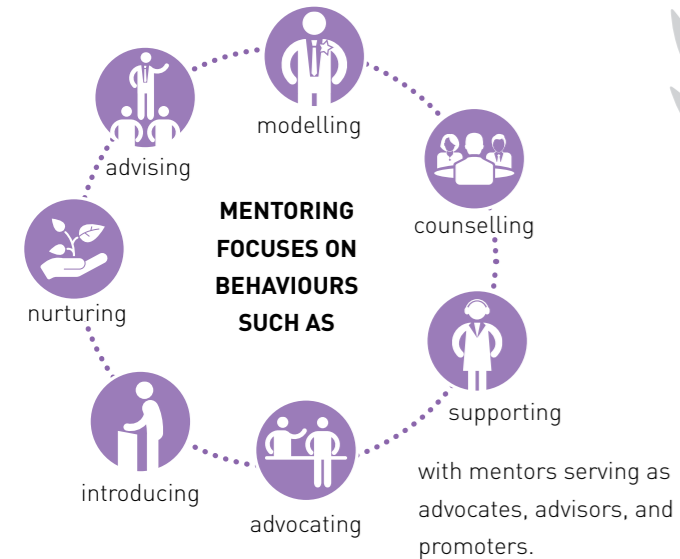 MENTORING
FOCUSES ON
BEHAVIOURS
SUCH AS
modelling
counselling
supporting
advocating
introducing
nurturing
advising
with mentors serving as
advocates, advisors, and
promoters.